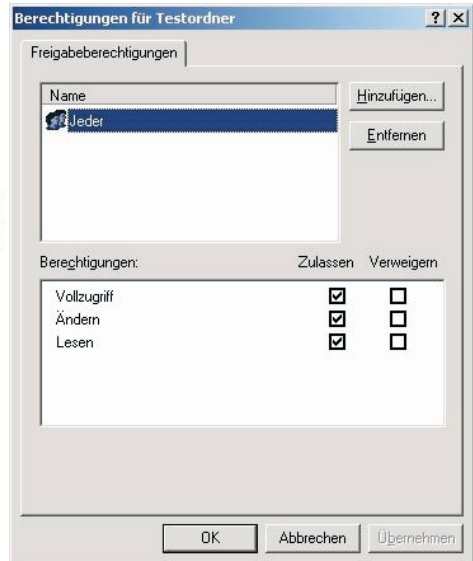 Berechtigungen für Testordner
Freigabeberechtigungen
Name
Hinzufügen...
Jeder
Entfernen
Berechtigungen: Zulassen Verweigern
Vollzugriff
Ändern
Lesen
OK Abbrechen Übernehmen